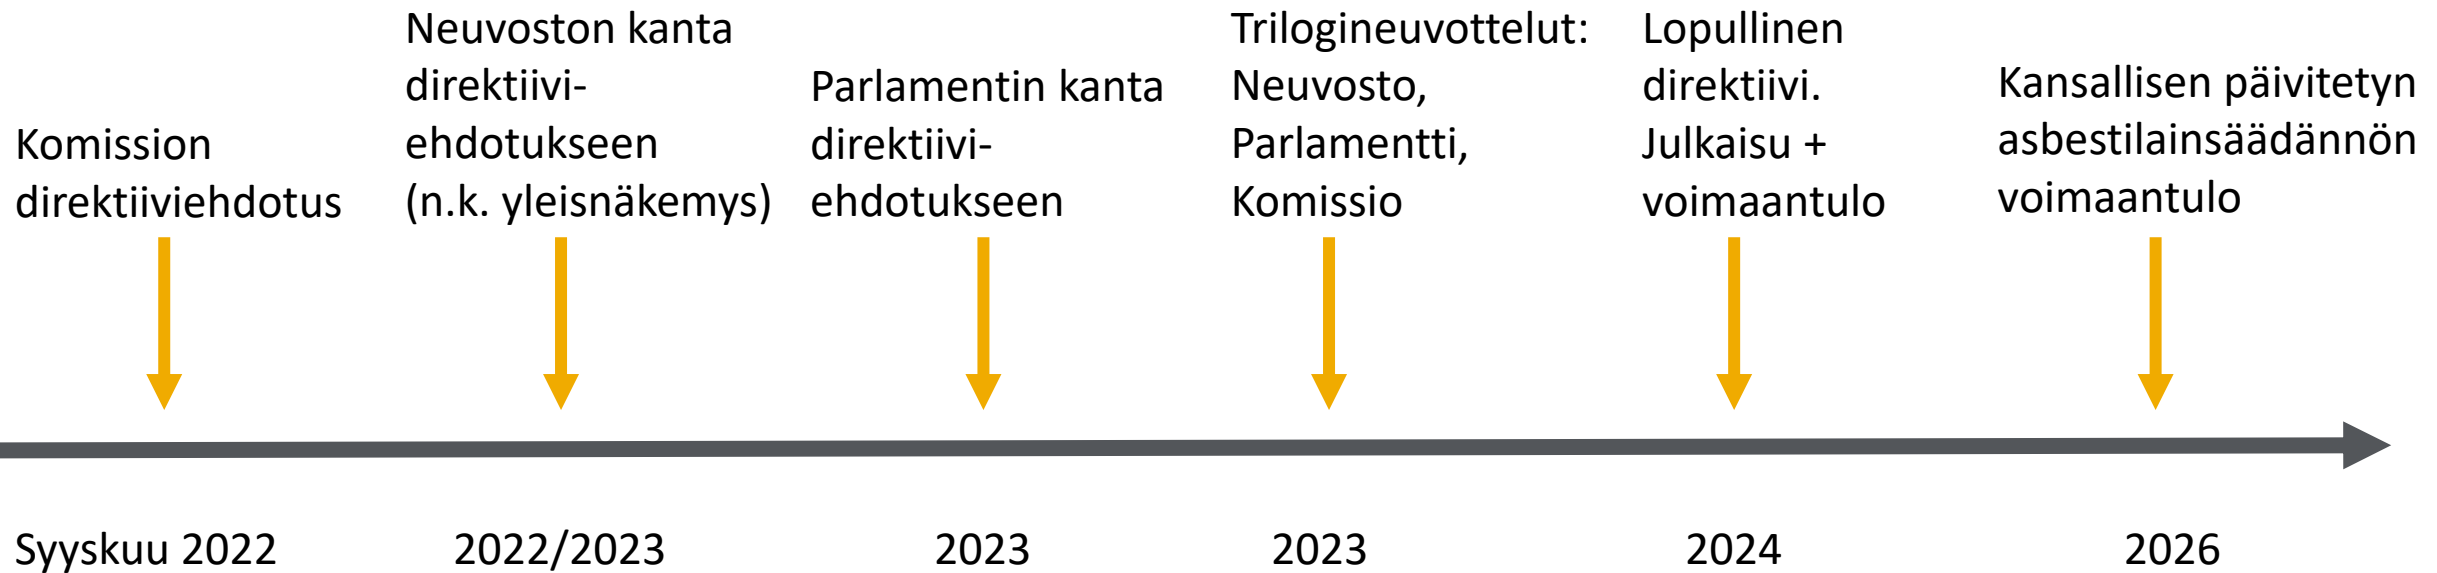 Komission
direktiiviehdotus
Neuvoston kanta
direktiivi-
ehdotukseen
(n.k. yleisnäkemys)
Parlamentin kanta
direktiivi-
ehdotukseen
Trilogineuvottelut:
Neuvosto,
Parlamentti,
Komissio
Lopullinen
direktiivi.
Julkaisu +
voimaantulo
Kansallisen päivitetyn
asbestilainsäädännön
voimaantulo
Syyskuu 2022
2022/2023
2023
2023
2024
2026